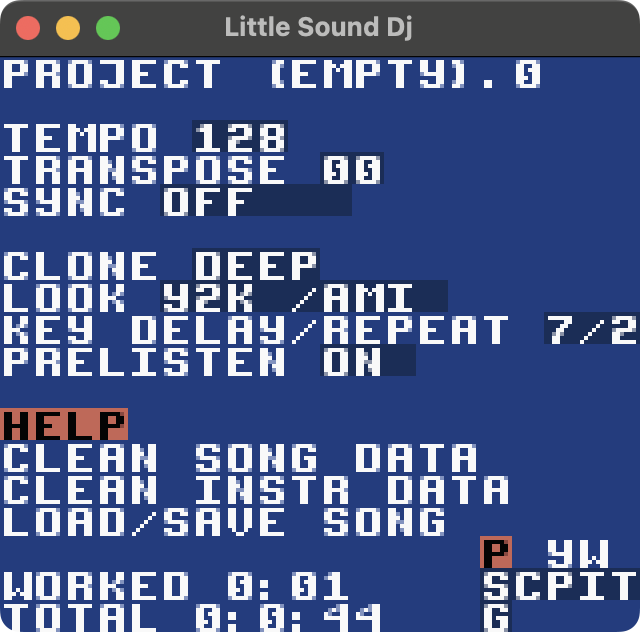 Little Sound Dj
PROJECT (EMPTY).0
TEMPO 128
TRANSPOSE 00
SYNC OFF
CLONE DEEP
LOOK Y2K /AMI
KEY DELAY/REPEAT 7/2
PRELISTEN ON
HELP
CLEAN SONG DATA
CLEAN INSTR DATA
LOAD/SAVE SONG
P YW
WORKED 0:01 SCPIT
TOTAL 0:0:44 G